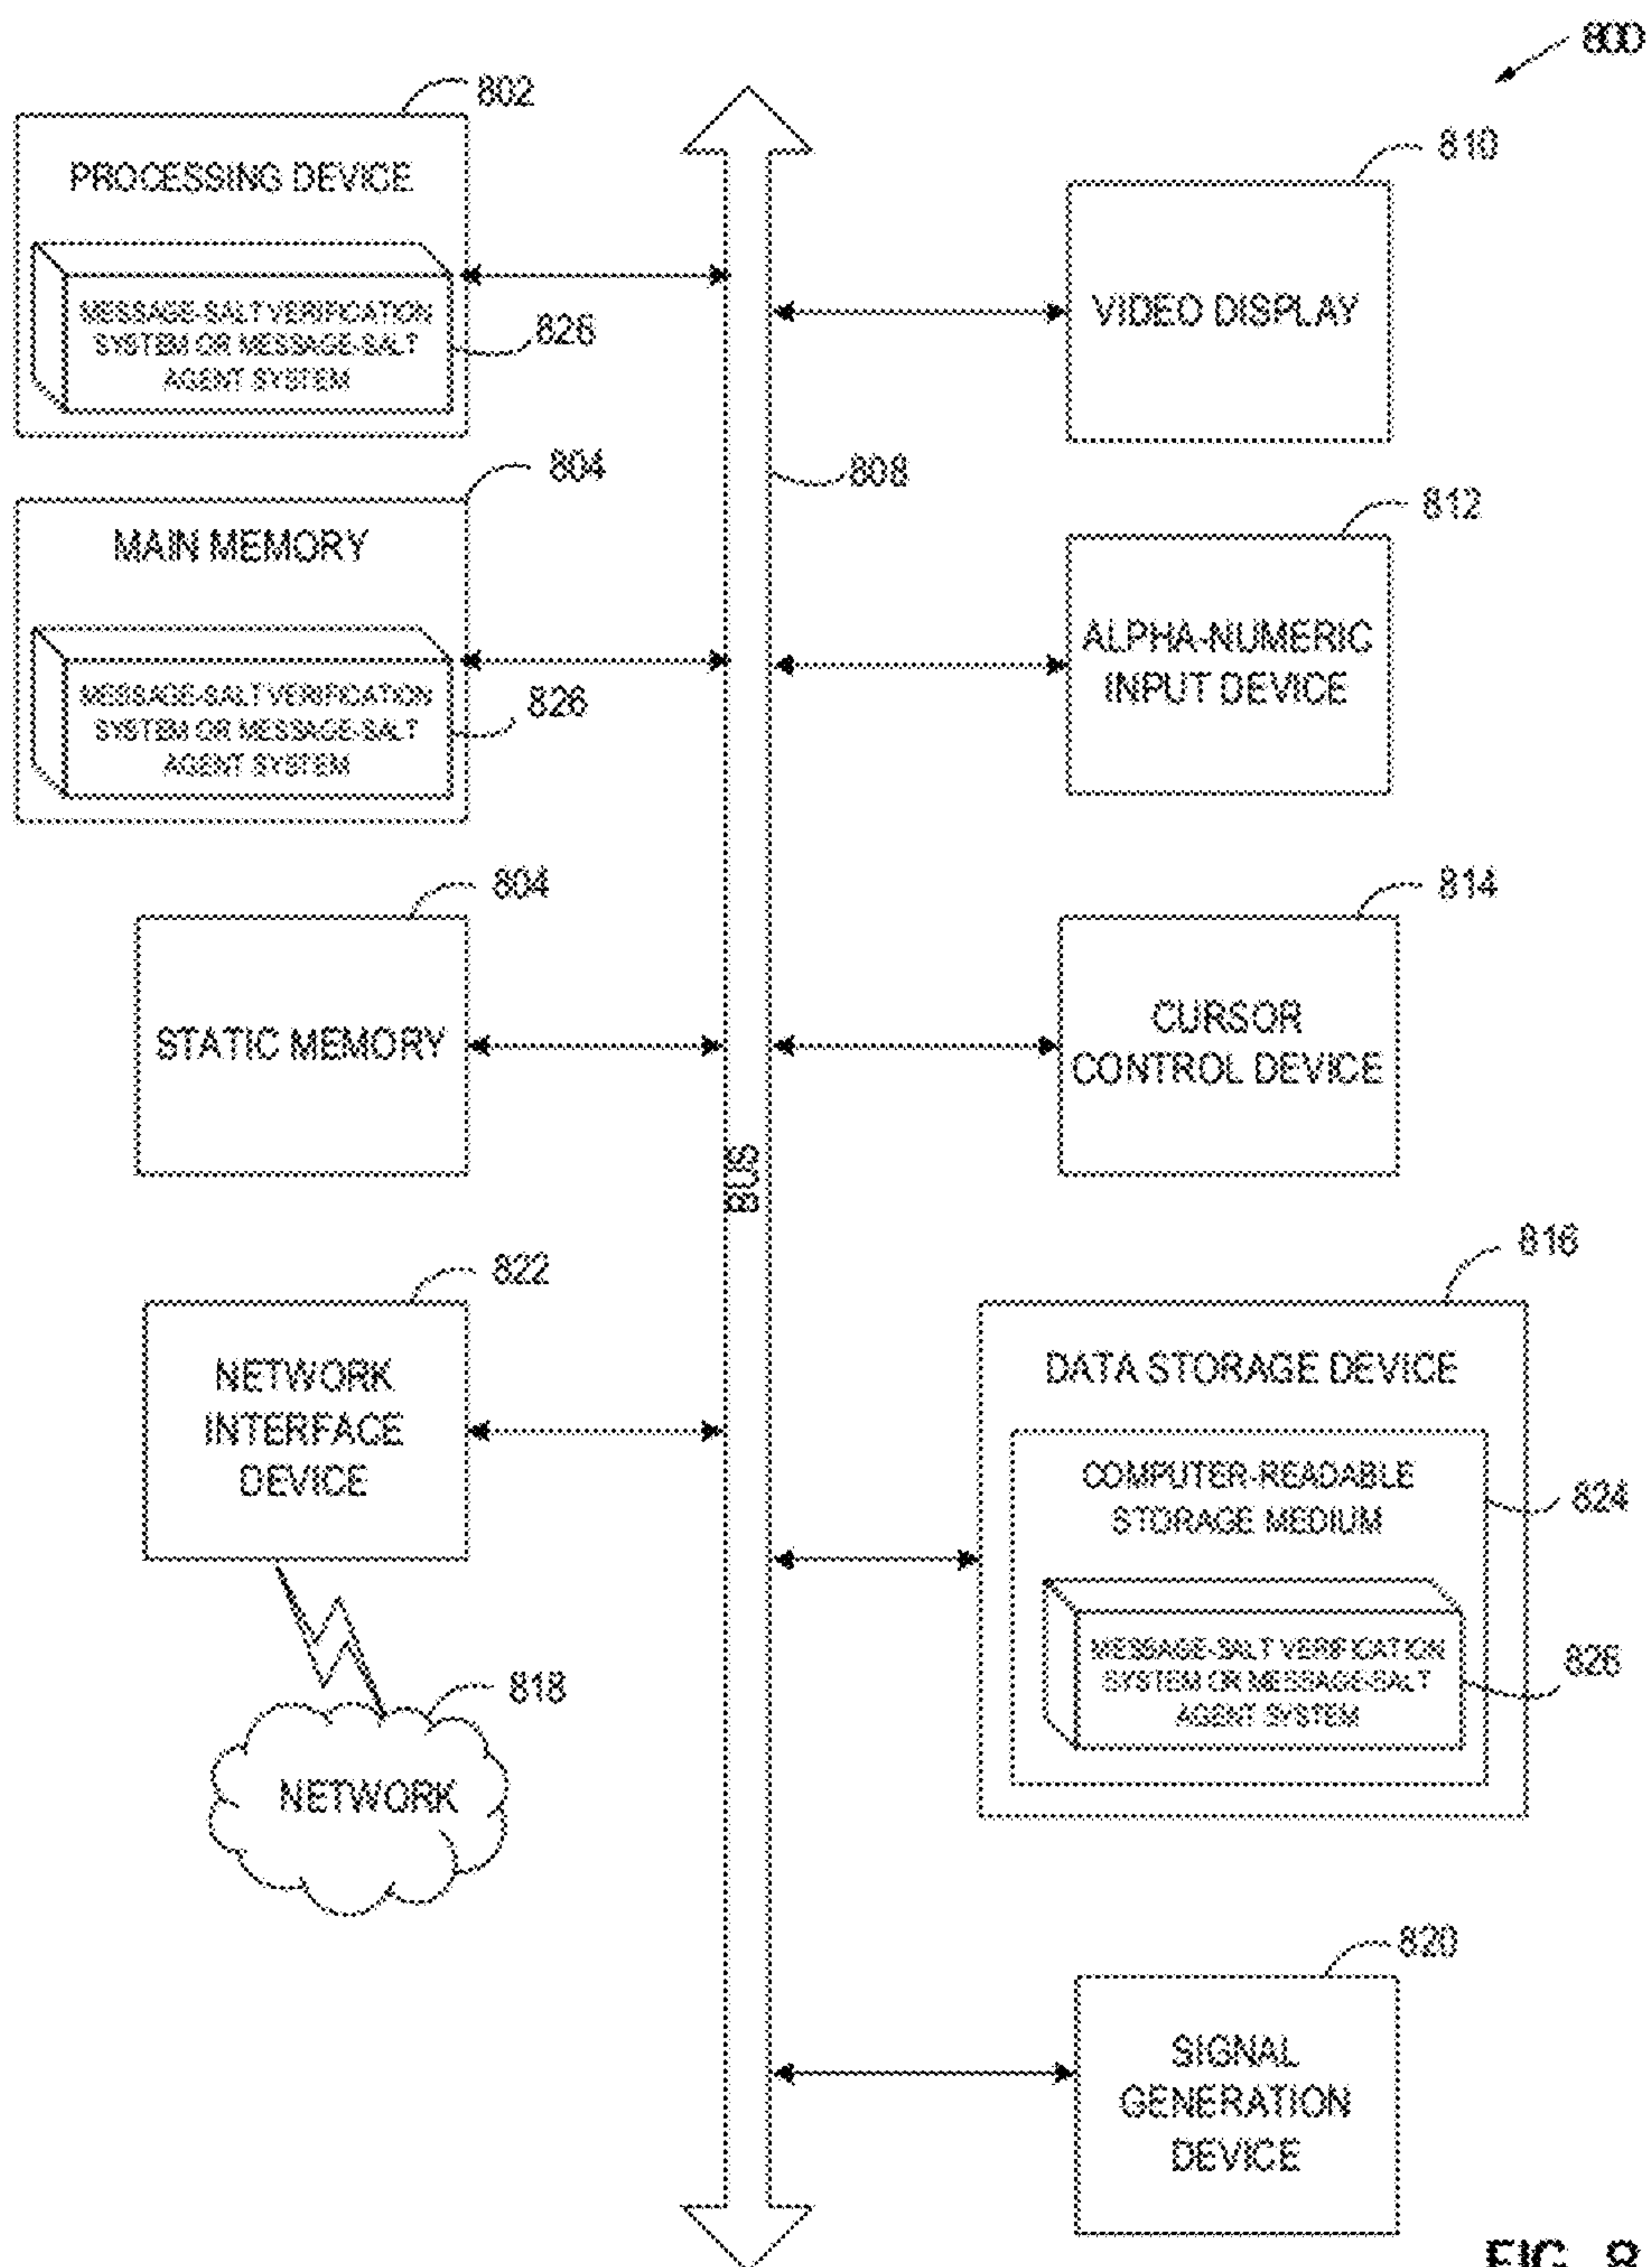 800
802
PROCESSING DEVICE
MESSAGE-SALT VERIFICATION
SYSTEM OR MESSAGE-SALT
AGENT SYSTEM
826
804
MAIN MEMORY
MESSAGE-SALT VERIFICATION
SYSTEM OR MESSAGE-SALT
AGENT SYSTEM
826
804
STATIC MEMORY
822
NETWORK
INTERFACE
DEVICE
818
NETWORK
808
BUS
810
VIDEO DISPLAY
812
ALPHA-NUMERIC
INPUT DEVICE
814
CURSOR
CONTROL DEVICE
816
DATA STORAGE DEVICE
COMPUTER-READABLE
STORAGE MEDIUM
824
MESSAGE-SALT VERIFICATION
SYSTEM OR MESSAGE-SALT
AGENT SYSTEM
826
820
SIGNAL
GENERATION
DEVICE
FIG. 8